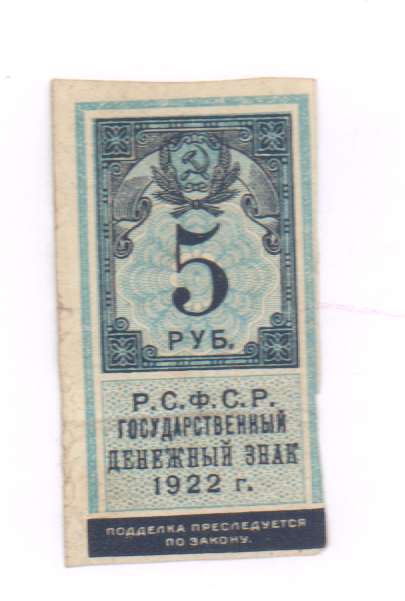 5
РУБ.
Р.С.Ф.С.Р.
ГОСУДАРСТВЕННЫЙ
ДЕНЕЖНЫЙ ЗНАК
1922 г.
ПОДДЕЛКА ПРЕСЛЕДУЕТСЯ
ПО ЗАКОНУ.